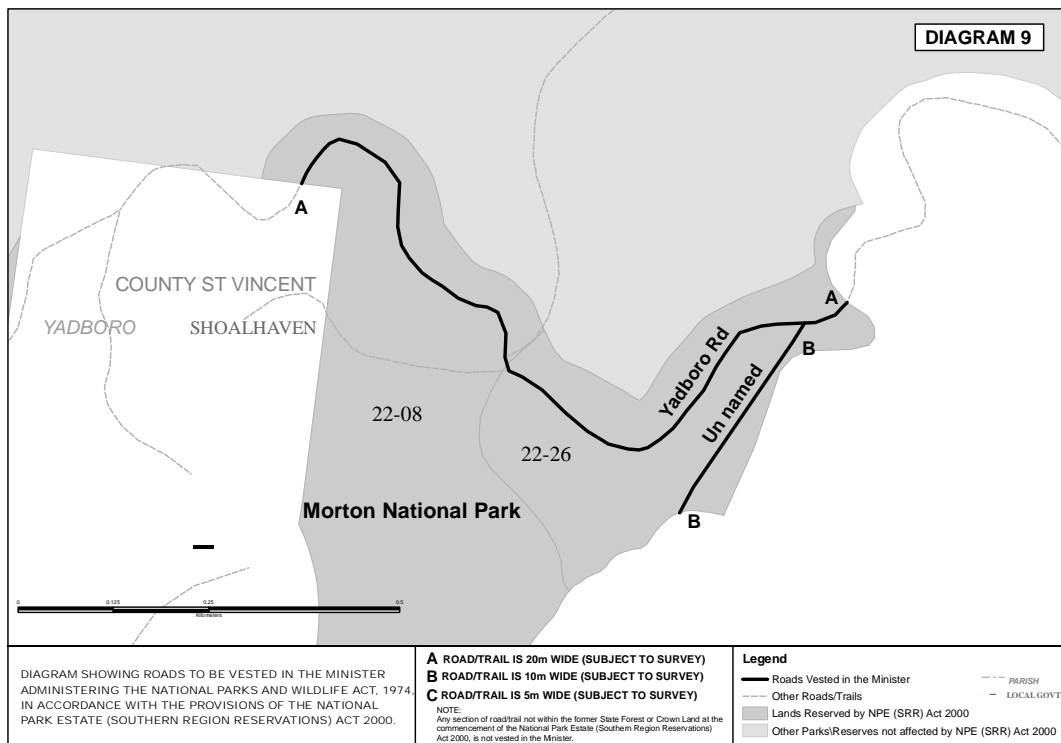 DIAGRAM 9
A
COUNTY ST VINCENT
YADBORO
SHOALHAVEN
A
B
Yadboro Rd
Un named
22-08
22-26
Morton National Park
B
0 0.125 0.25 0.5
Kilometers
DIAGRAM SHOWING ROADS TO BE VESTED IN THE MINISTER
ADMINISTERING THE NATIONAL PARKS AND WILDLIFE ACT, 1974,
IN ACCORDANCE WITH THE PROVISIONS OF THE NATIONAL
PARK ESTATE (SOUTHERN REGION RESERVATIONS) ACT 2000.
A ROAD/TRAIL IS 20m WIDE (SUBJECT TO SURVEY)
B ROAD/TRAIL IS 10m WIDE (SUBJECT TO SURVEY)
C ROAD/TRAIL IS 5m WIDE (SUBJECT TO SURVEY)
NOTE:
Any section of road/trail not within the former State Forest or Crown Land at the
commencement of the National Park Estate (Southern Region Reservations)
Act 2000, is not vested in the Minister.
Legend
Roads Vested in the Minister
Other Roads/Trails
Lands Reserved by NPE (SRR) Act 2000
Other Parks\Reserves not affected by NPE (SRR) Act 2000
PARISH
LOCAL GOVT